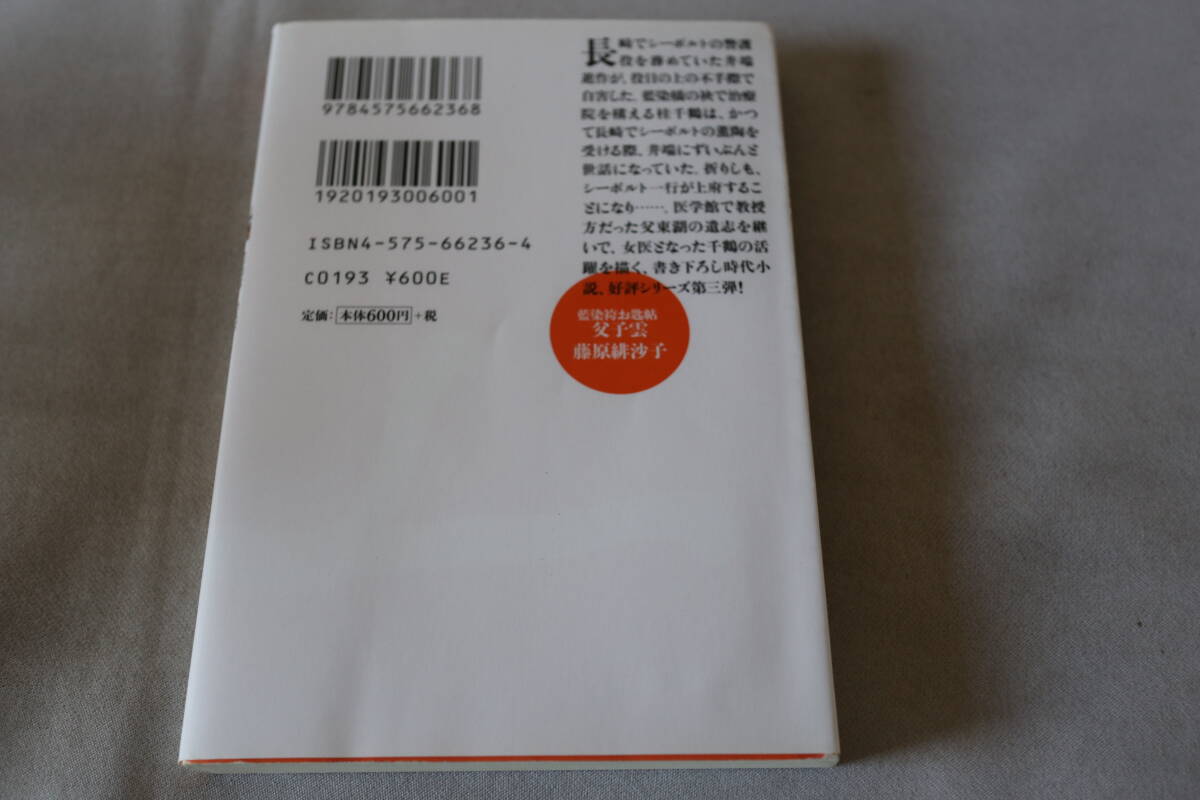 9784575662368
1920193006001
ISBN4-575-66236-4
C0193 ¥600E
定価：本体600円+税
長崎でシーボルトの警護
役を務めていた井端
進作が、役目の上の不手際で
自害した。藍染橋の袂で治療
院を構える桂千鶴は、かつ
て長崎でシーボルトの薫陶を
受ける際、井端にずいぶんと
世話になっていた。折りしも、
シーボルト一行が上府するこ
とになり……。医学館で教授
方だった父東湖の遺志を継
いで、女医となった千鶴の活
躍を描く、書き下ろし時代小
説、好評シリーズ第三弾！
藍染袴お匙帖
父子雲
藤原緋沙子